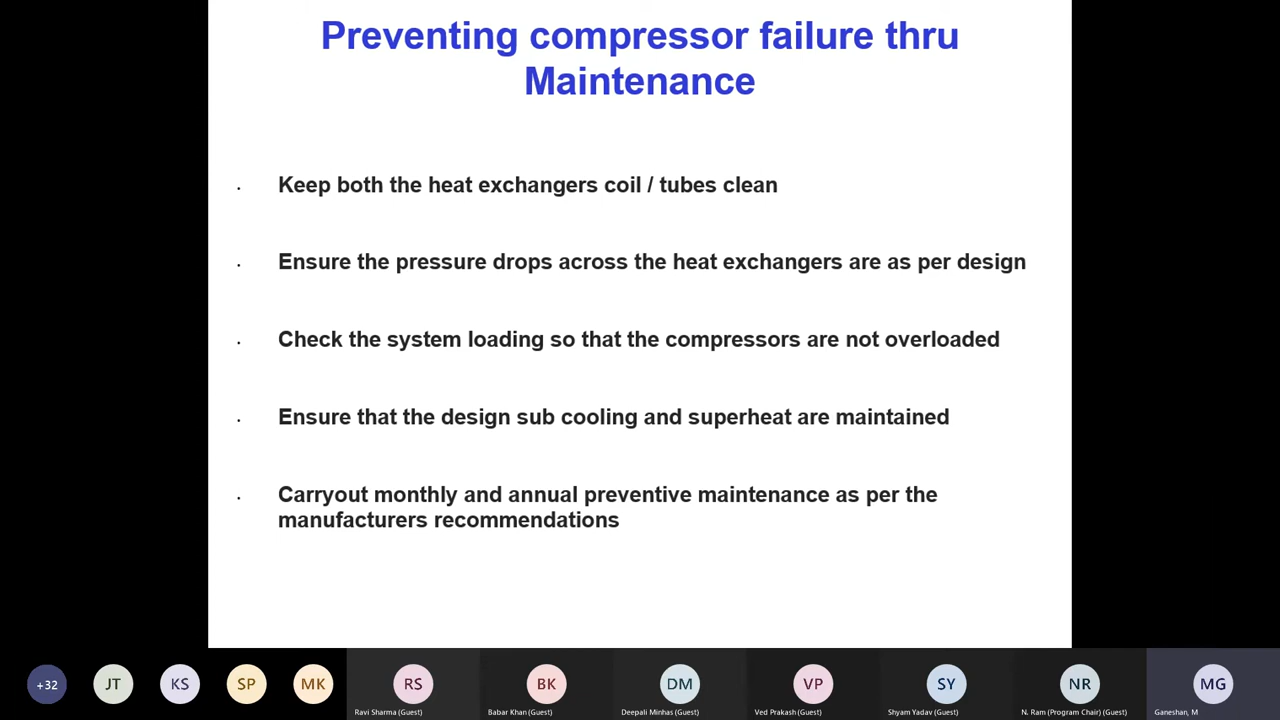 Preventing compressor failure thru
Maintenance
· Keep both the heat exchangers coil / tubes clean
· Ensure the pressure drops across the heat exchangers are as per design
· Check the system loading so that the compressors are not overloaded
· Ensure that the design sub cooling and superheat are maintained
· Carryout monthly and annual preventive maintenance as per the
manufacturers recommendations
+32 JT KS SP MK RS BK DM VP SY NR MG
Ravi Sharma (Guest) Babar Khan (Guest) Deepali Minhas (Guest) Ved Prakash (Guest) Shyam Yadav (Guest) N. Ram (Program Chair) (Guest) Ganeshan, M